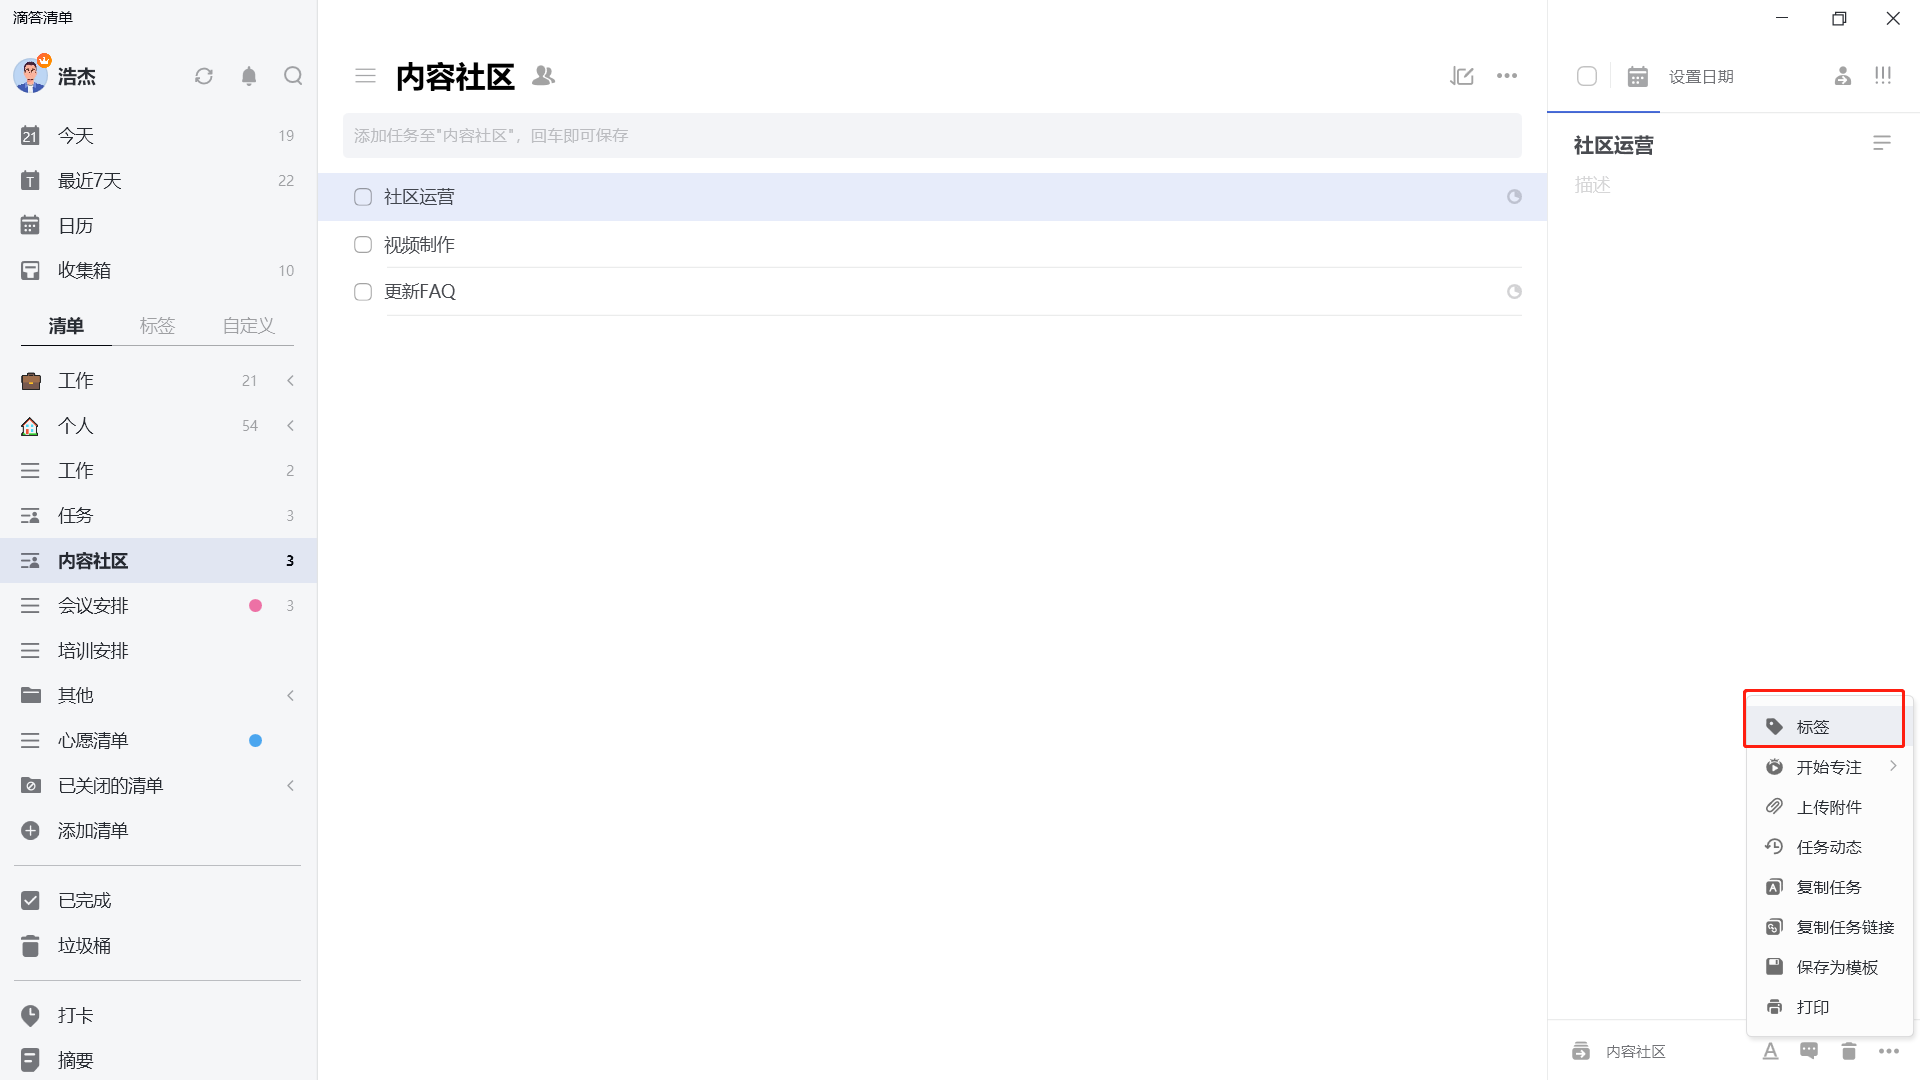 滴答清单
浩杰
21 今天 19
T 最近7天 22
日历
收集箱 10
清单 标签 自定义
工作 21
个人 54
工作 2
任务 3
内容社区 3
会议安排 3
培训安排
其他
心愿清单
已关闭的清单
添加清单
已完成
垃圾桶
打卡
摘要
内容社区
添加任务至"内容社区"，回车即可保存
社区运营
视频制作
更新FAQ
设置日期
社区运营
描述
标签
开始专注
上传附件
任务动态
复制任务
复制任务链接
保存为模板
打印
内容社区